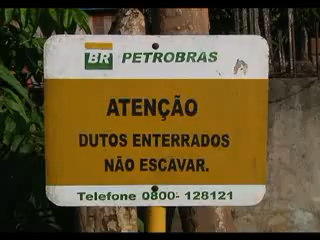 BR PETROBRAS
ATENÇÃO
DUTOS ENTERRADOS
NÃO ESCAVAR.
Telefone 0800- 128121